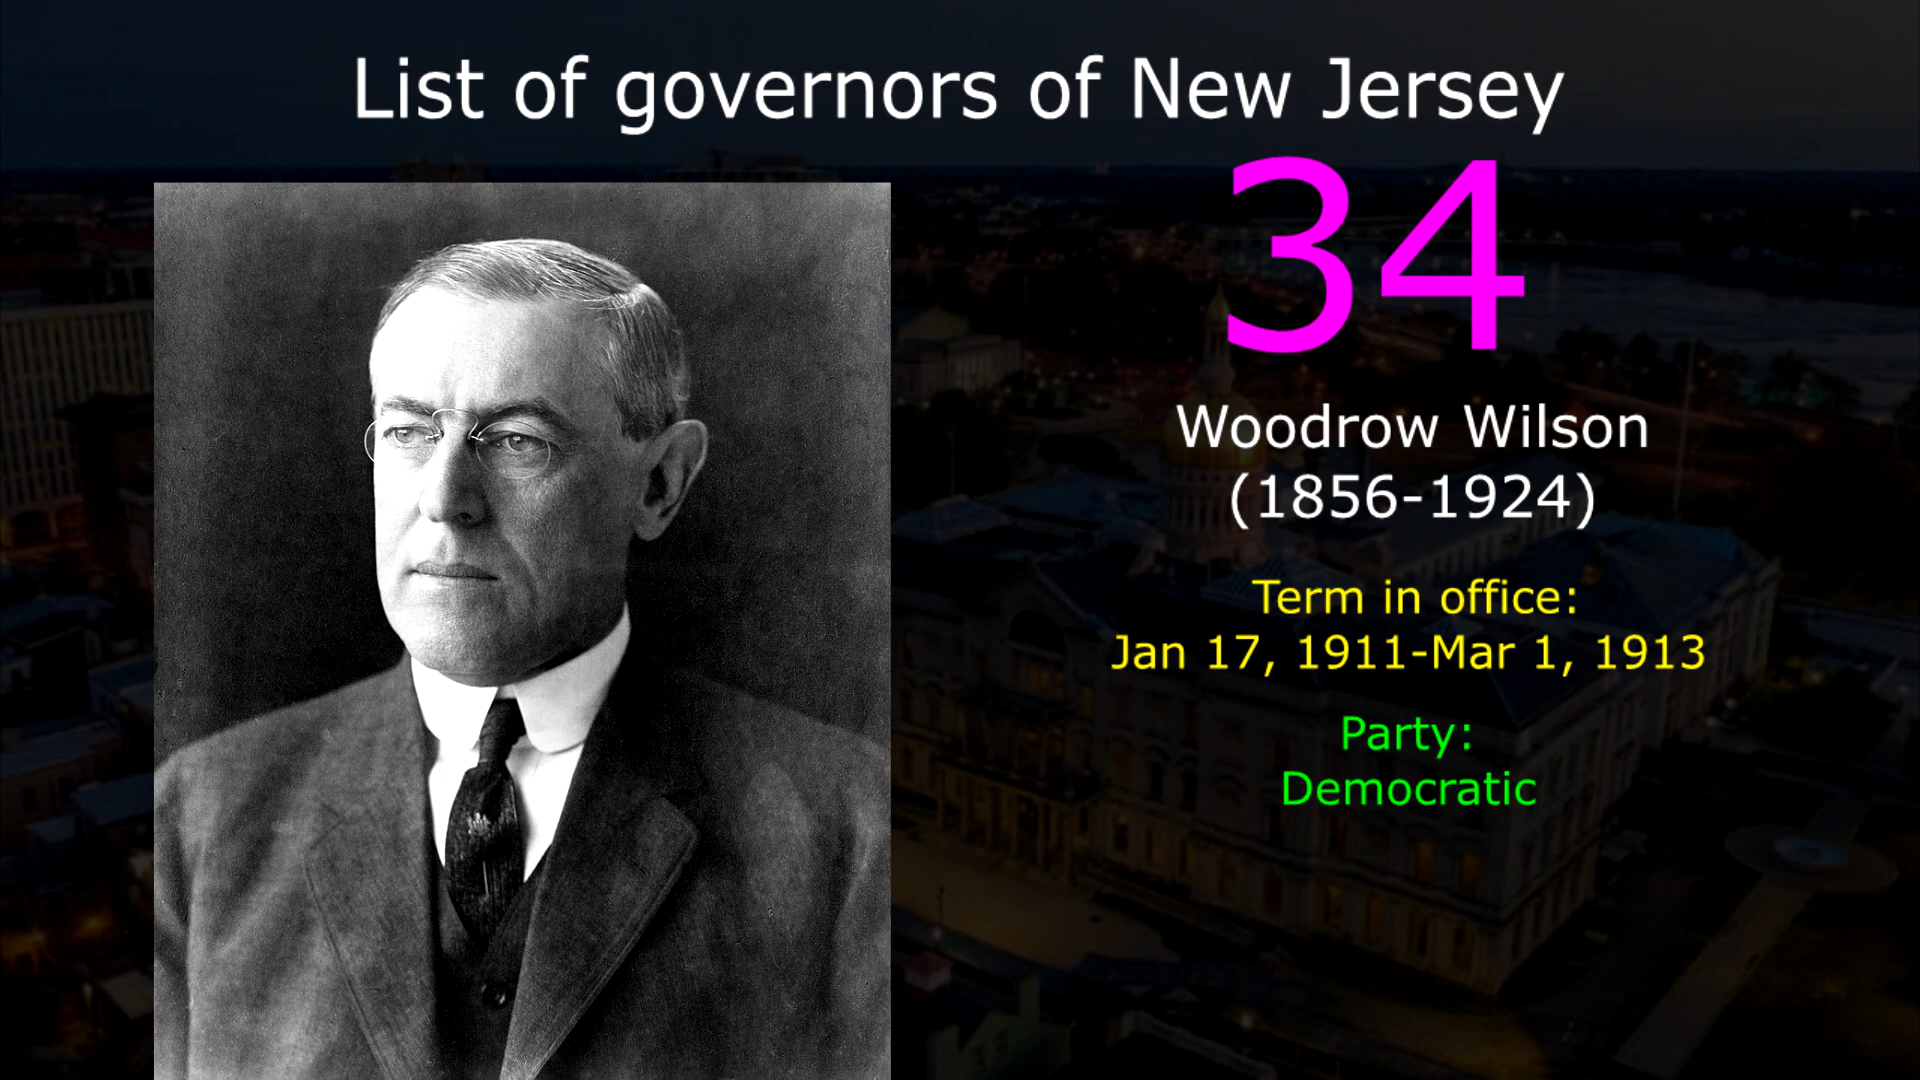 List of governors of New Jersey
34
Woodrow Wilson
(1856-1924)
Term in office:
Jan 17, 1911-Mar 1, 1913
Party:
Democratic